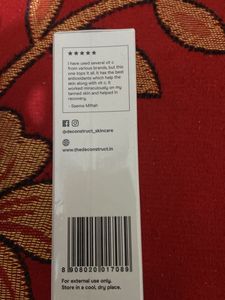 ★★★★★
I have used several vit c
from various brands, but this
one tops it all. It has the best
antioxidants which help the
skin along with vit c. It
worked miraculously on my
tanned skin and helped in
recovery.
- Seema Miftah
@deconstruct_skincare
www.thedeconstruct.in
8 908020 017089
For external use only.
Store in a cool, dry place.